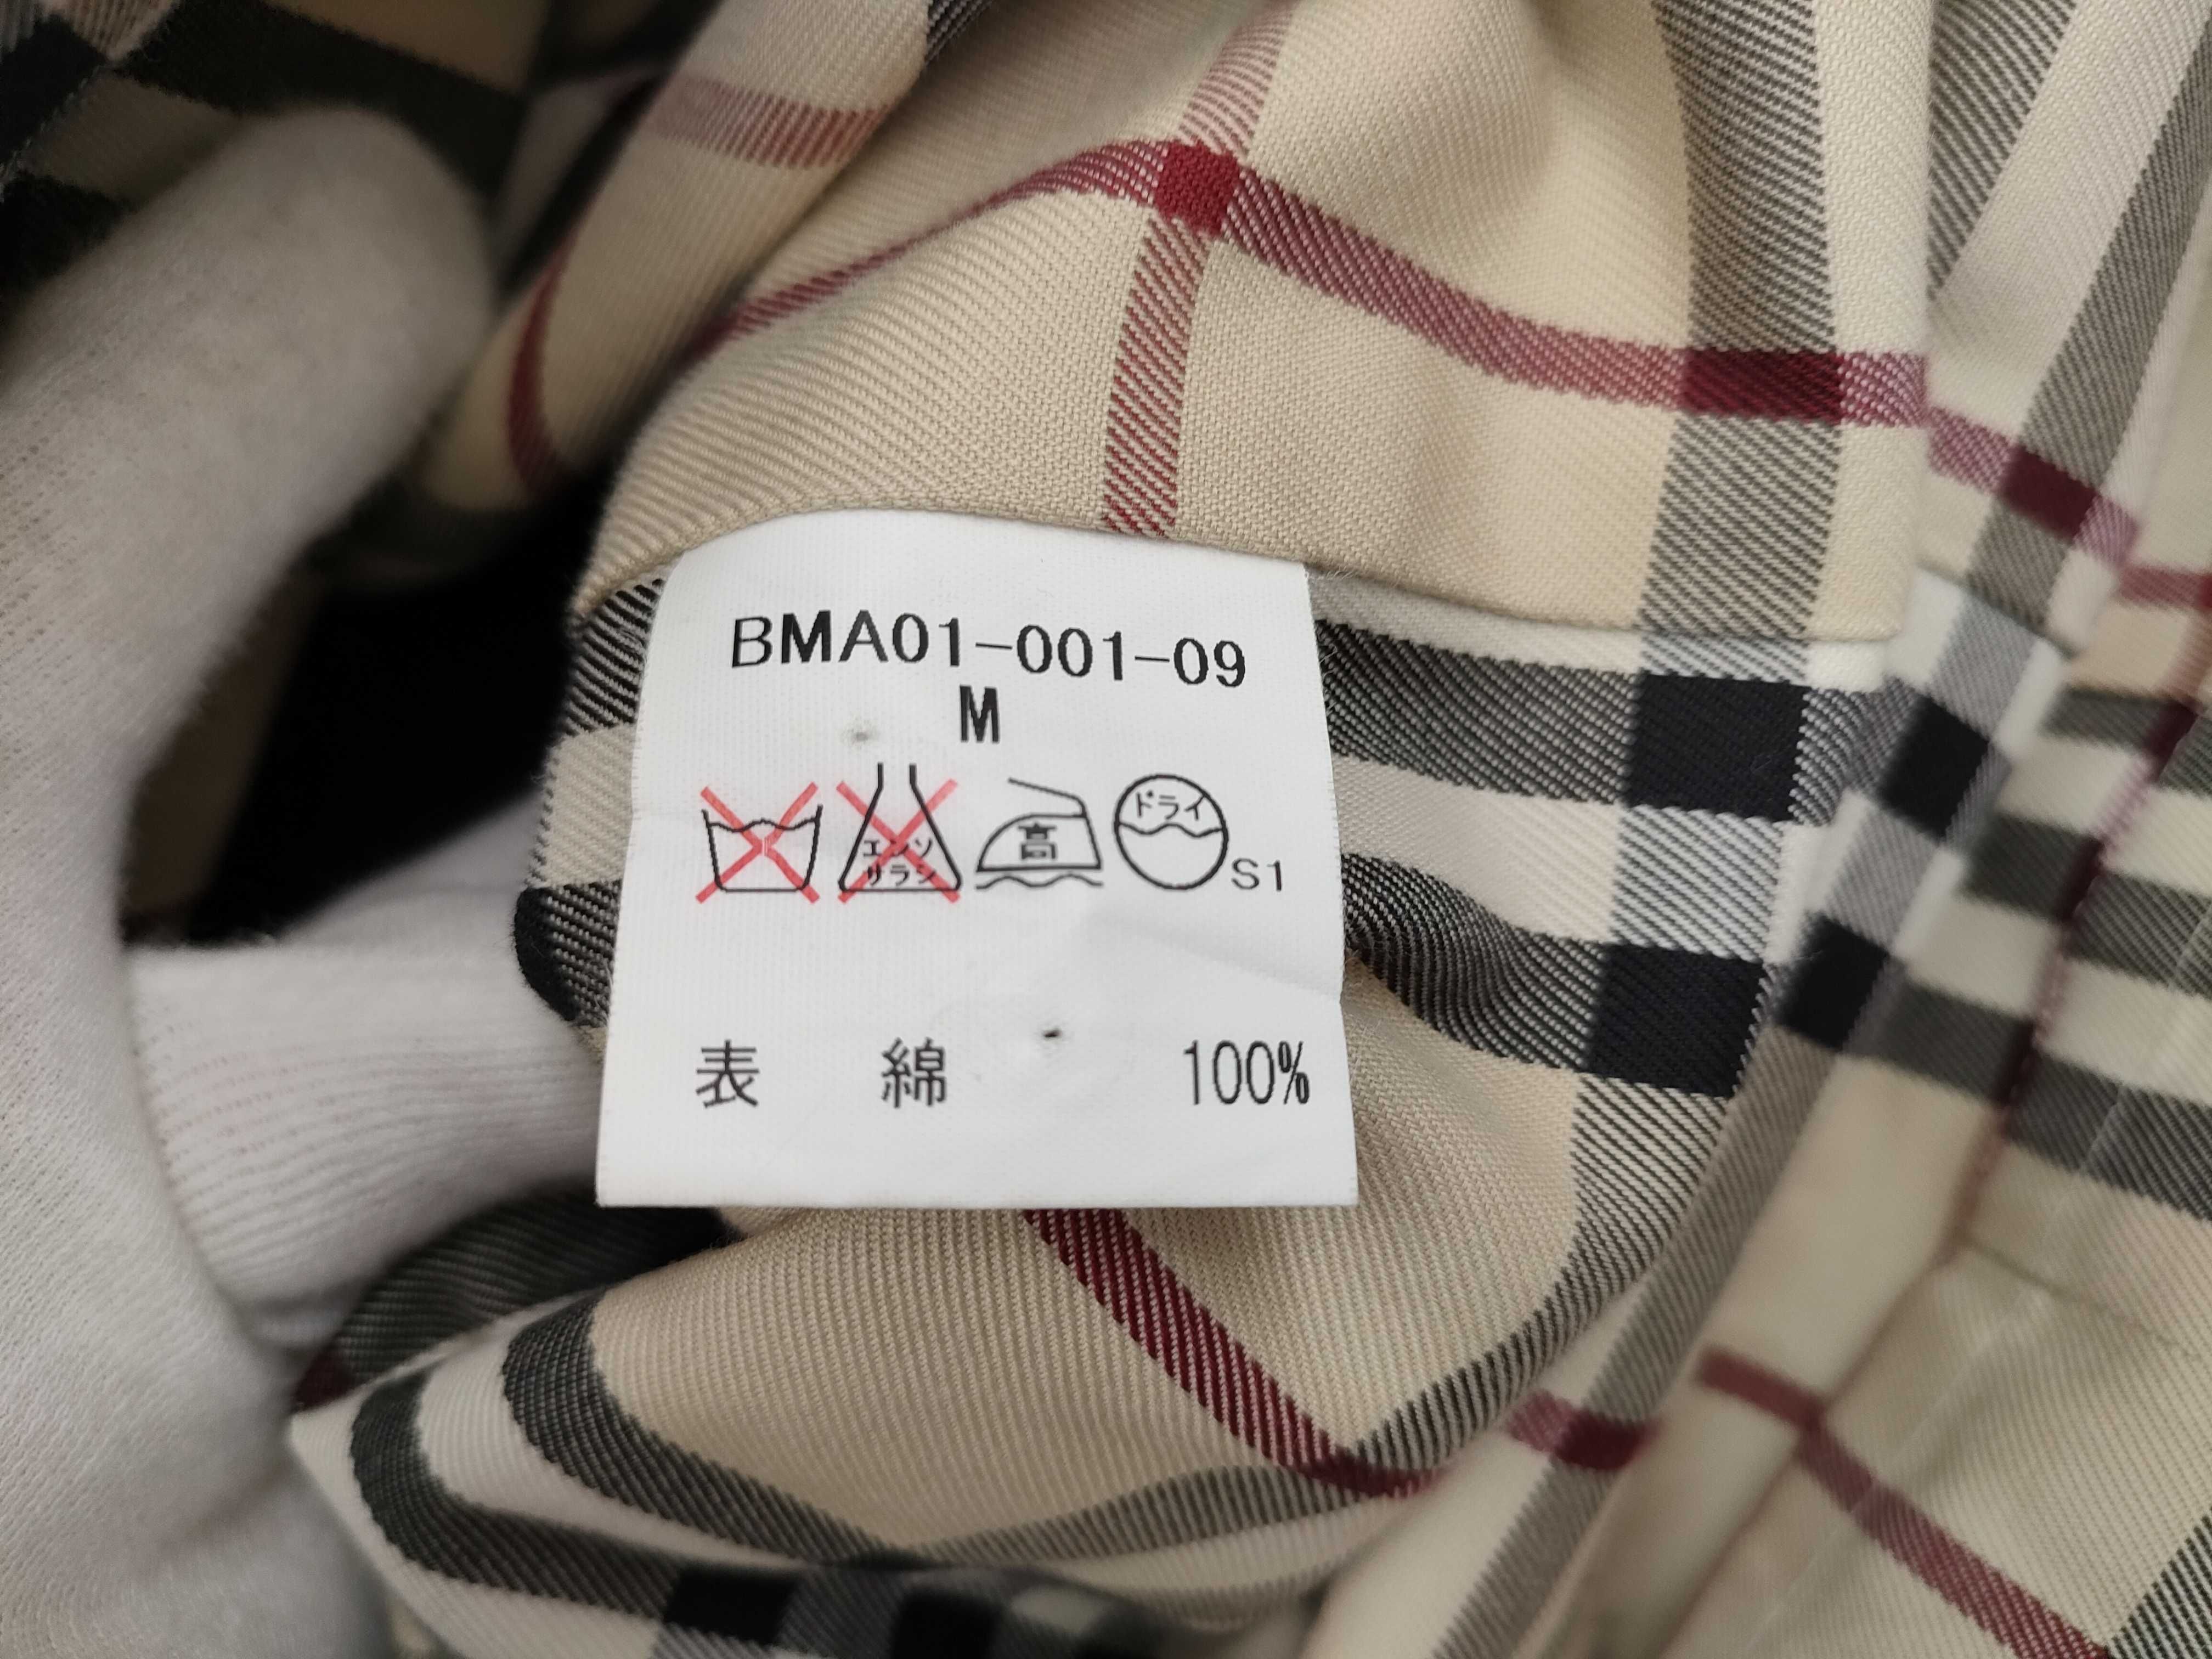 BMA01-001-09
M
エンソ 高 ドライ
サラシ S1
表 綿 100%